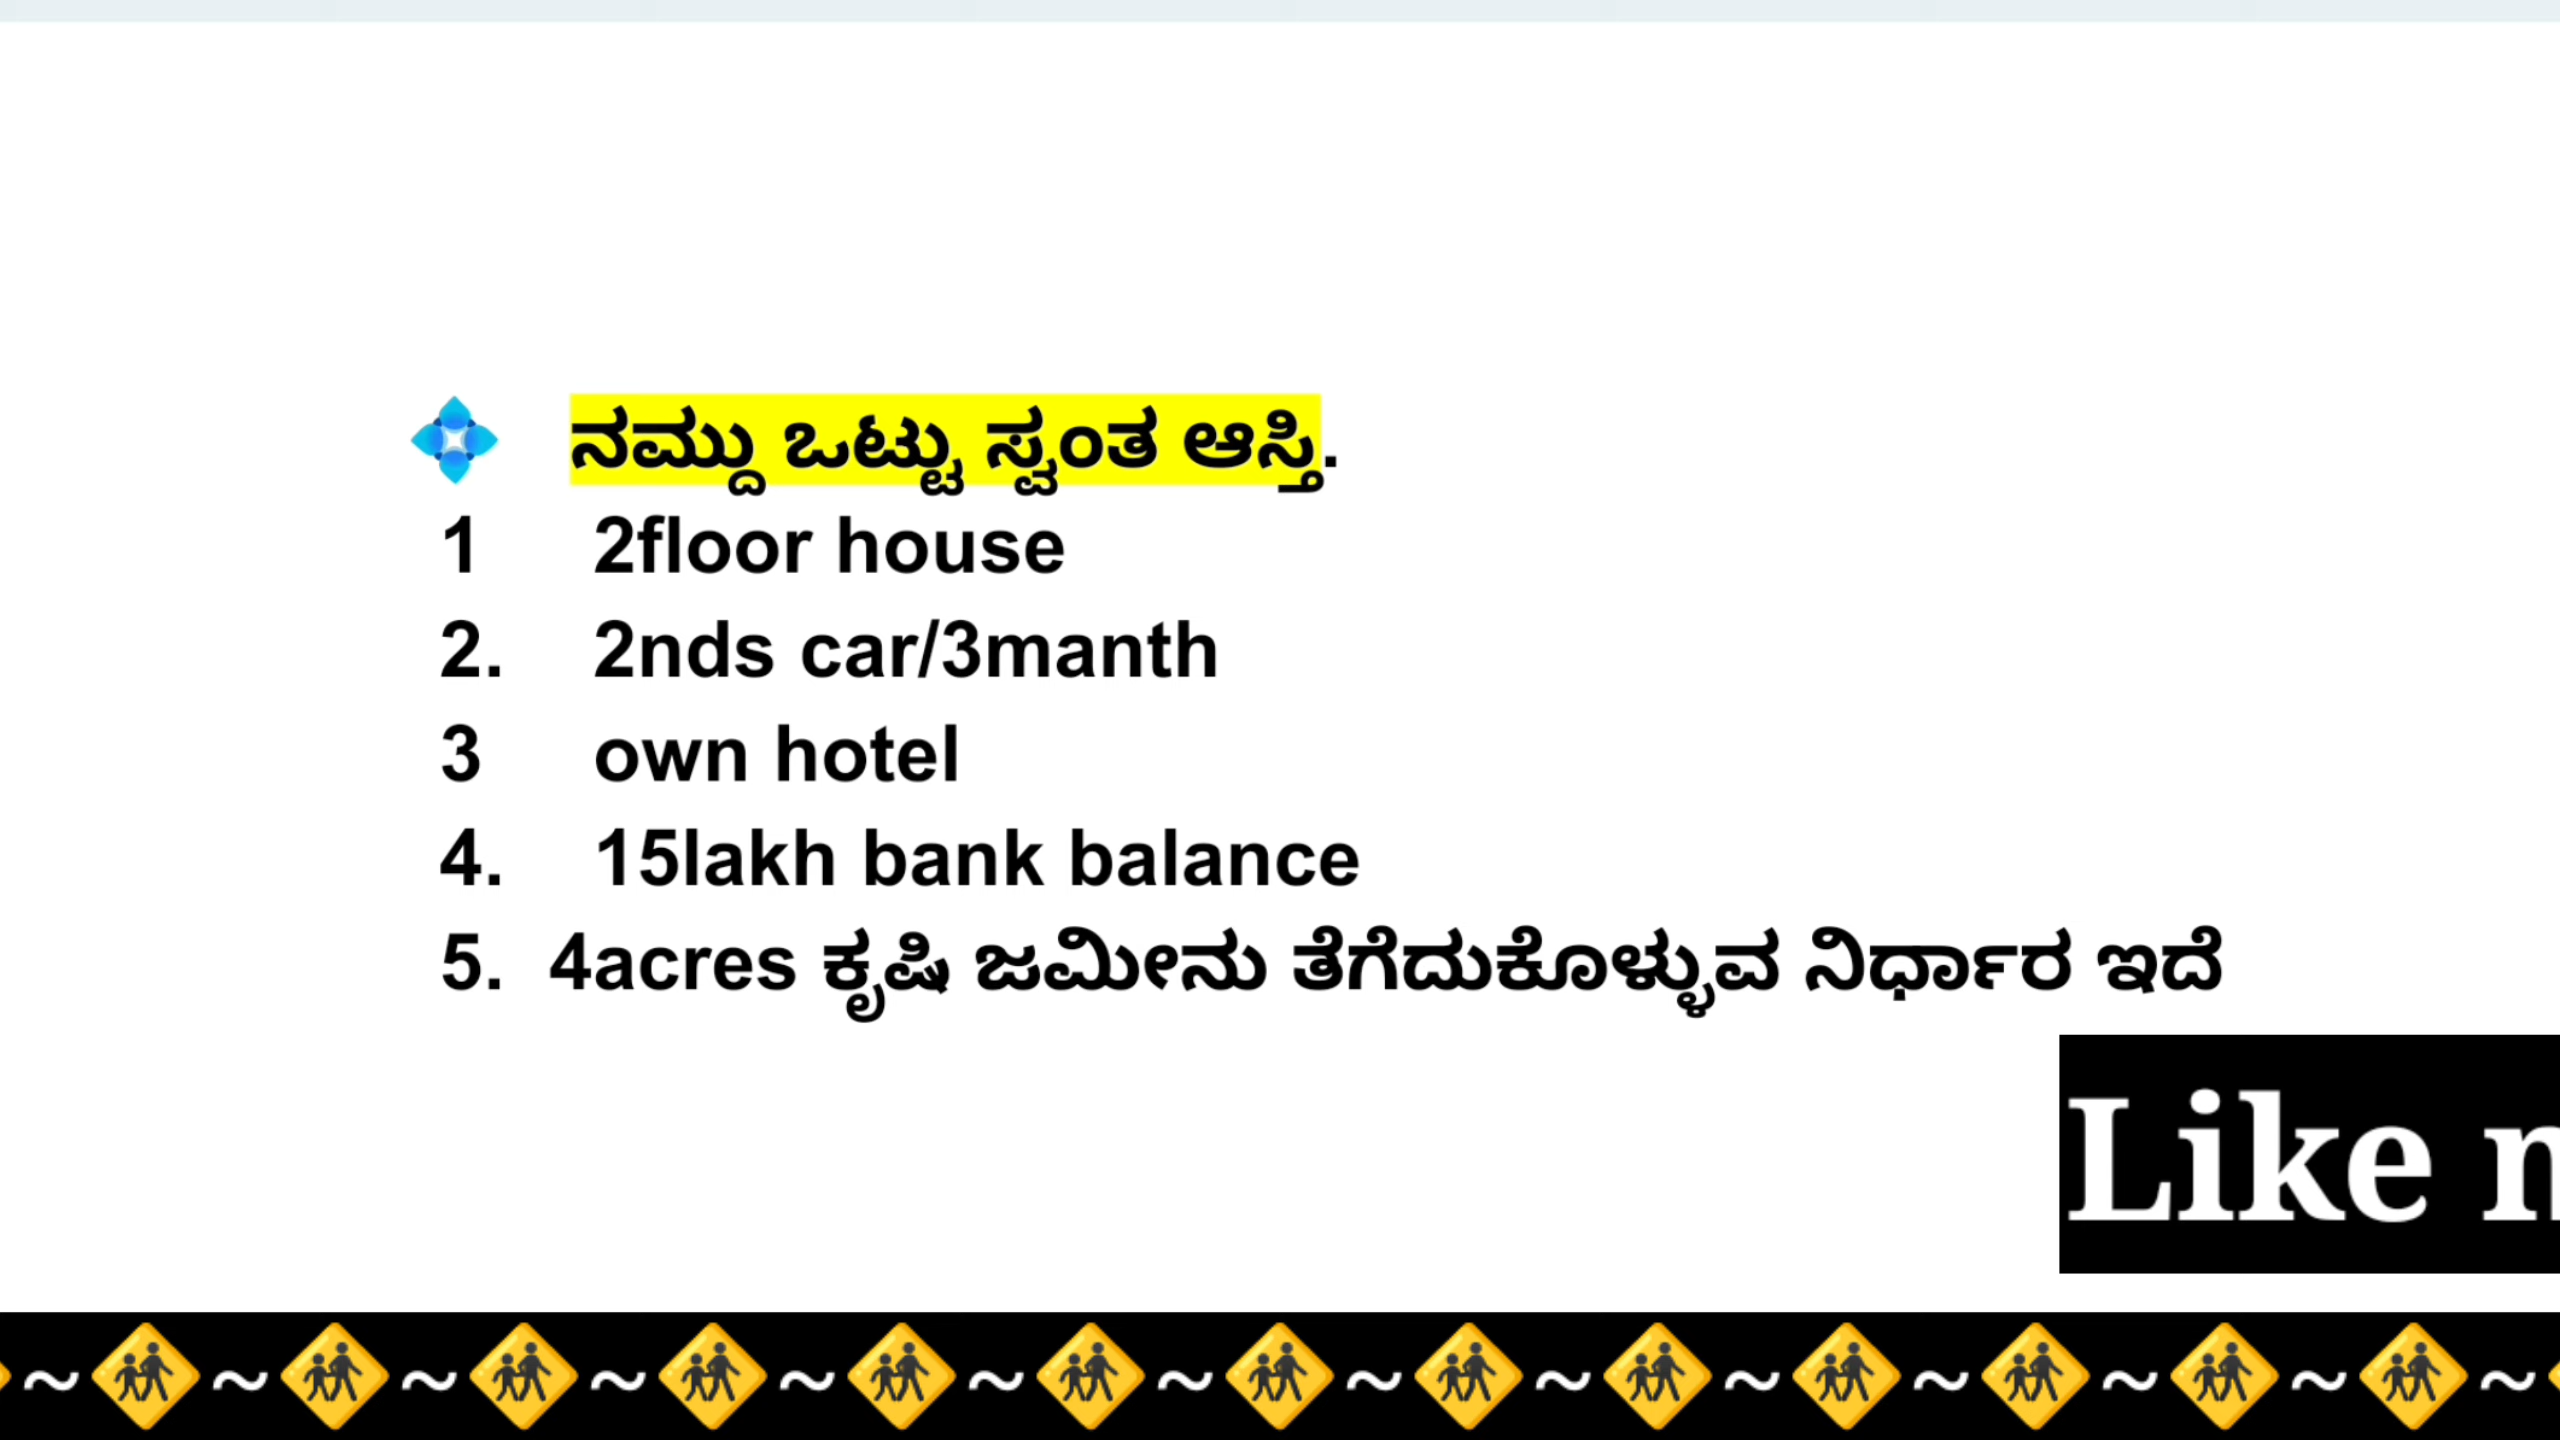 💠 ನಮ್ದು ಒಟ್ಟು ಸ್ವಂತ ಆಸ್ತಿ.
1 2floor house
2. 2nds car/3manth
3 own hotel
4. 15lakh bank balance
5. 4acres ಕೃಷಿ ಜಮೀನು ತೆಗೆದುಕೊಳ್ಳುವ ನಿರ್ಧಾರ ಇದೆ
Like
~🚸~🚸~🚸~🚸~🚸~🚸~🚸~🚸~🚸~🚸~🚸~🚸~🚸~